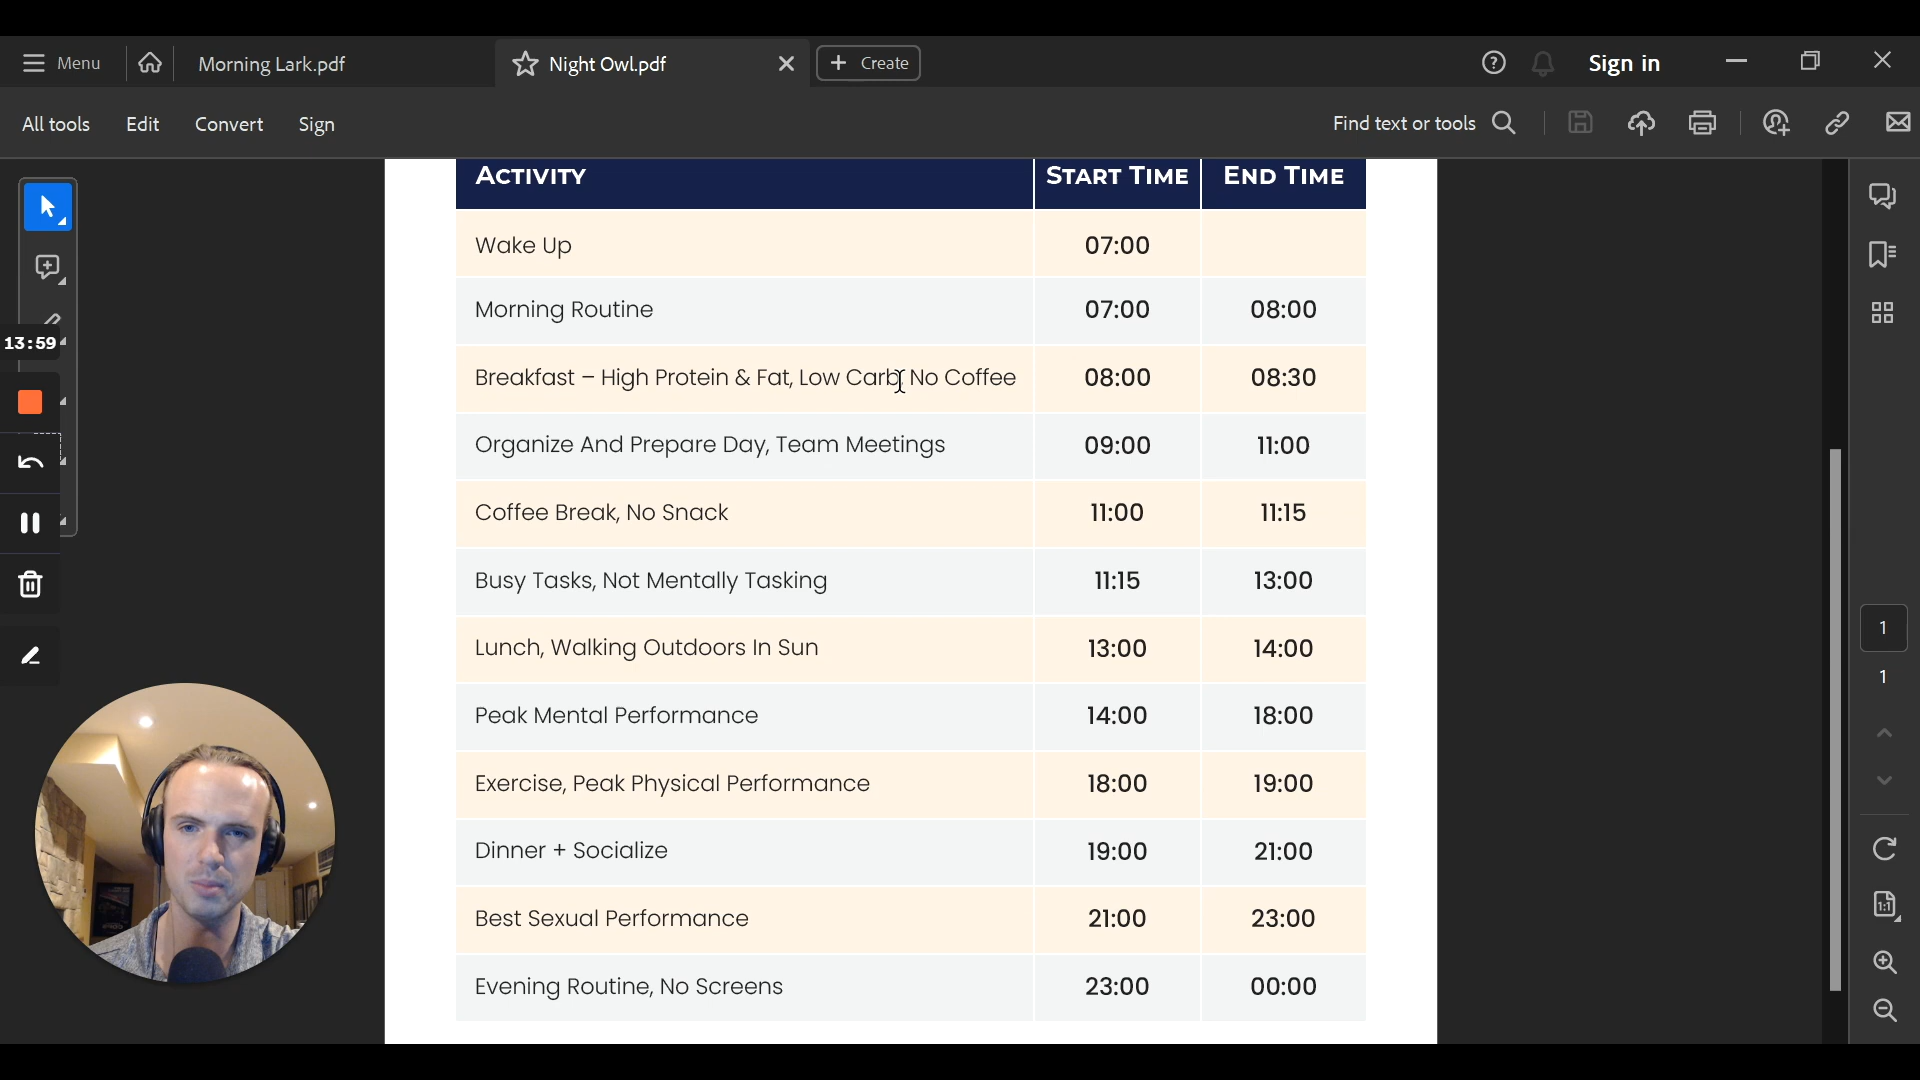 Menu Morning Lark.pdf Night Owl.pdf Create Sign in
All tools Edit Convert Sign Find text or tools
ACTIVITY START TIME END TIME
Wake Up 07:00
Morning Routine 07:00 08:00
Breakfast – High Protein & Fat, Low Carb, No Coffee 08:00 08:30
Organize And Prepare Day, Team Meetings 09:00 11:00
Coffee Break, No Snack 11:00 11:15
Busy Tasks, Not Mentally Tasking 11:15 13:00
Lunch, Walking Outdoors In Sun 13:00 14:00
Peak Mental Performance 14:00 18:00
Exercise, Peak Physical Performance 18:00 19:00
Dinner + Socialize 19:00 21:00
Best Sexual Performance 21:00 23:00
Evening Routine, No Screens 23:00 00:00
13:59
1
1
1:1